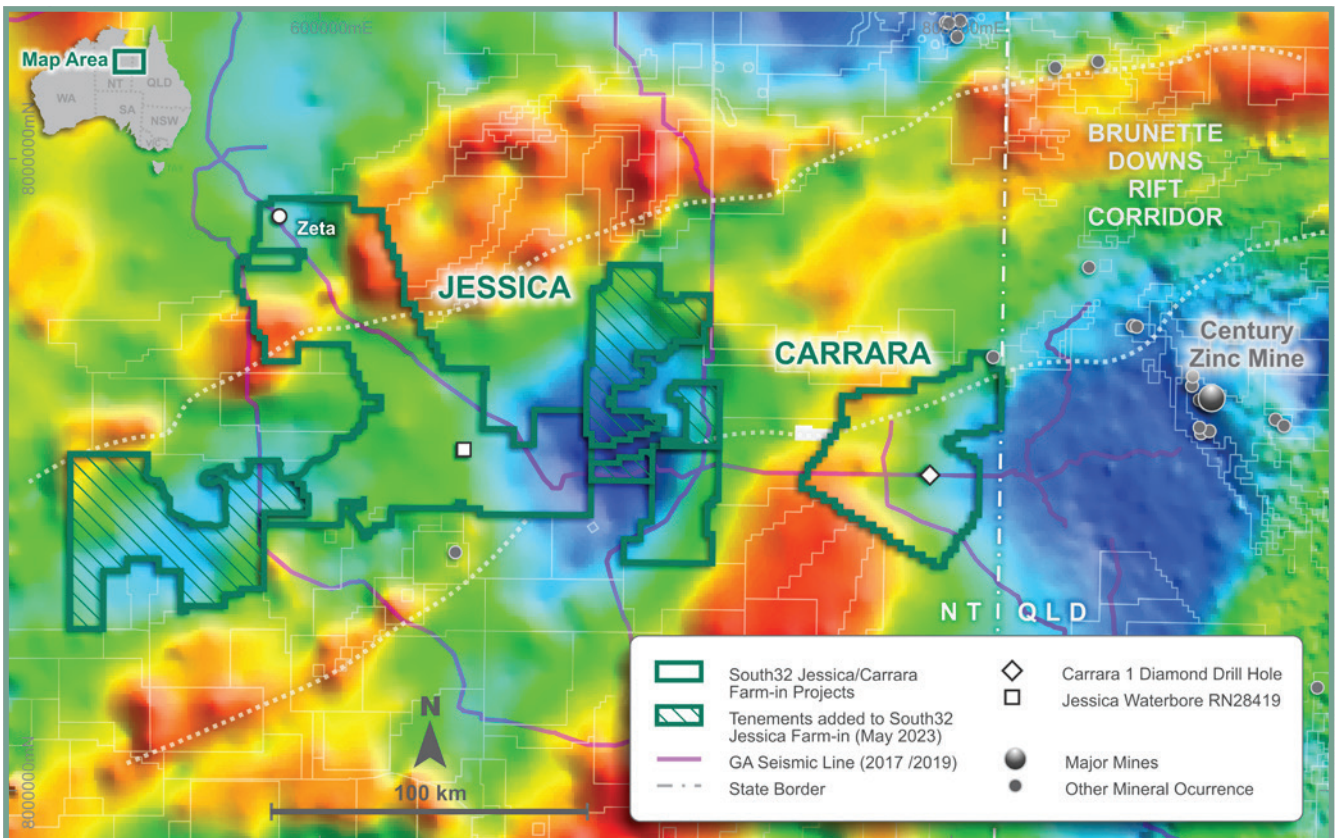 600000mE
800000mE
Map Area
WA
NT
QLD
SA
NSW
TAS
8000000mN
BRUNETTE
DOWNS
RIFT
CORRIDOR
Zeta
JESSICA
CARRARA
Century
Zinc Mine
NT QLD
South32 Jessica/Carrara
Farm-in Projects
Tenements added to South32
Jessica Farm-in (May 2023)
GA Seismic Line (2017 /2019)
State Border
Carrara 1 Diamond Drill Hole
Jessica Waterbore RN28419
Major Mines
Other Mineral Ocurrence
N
100 km
8000000mN